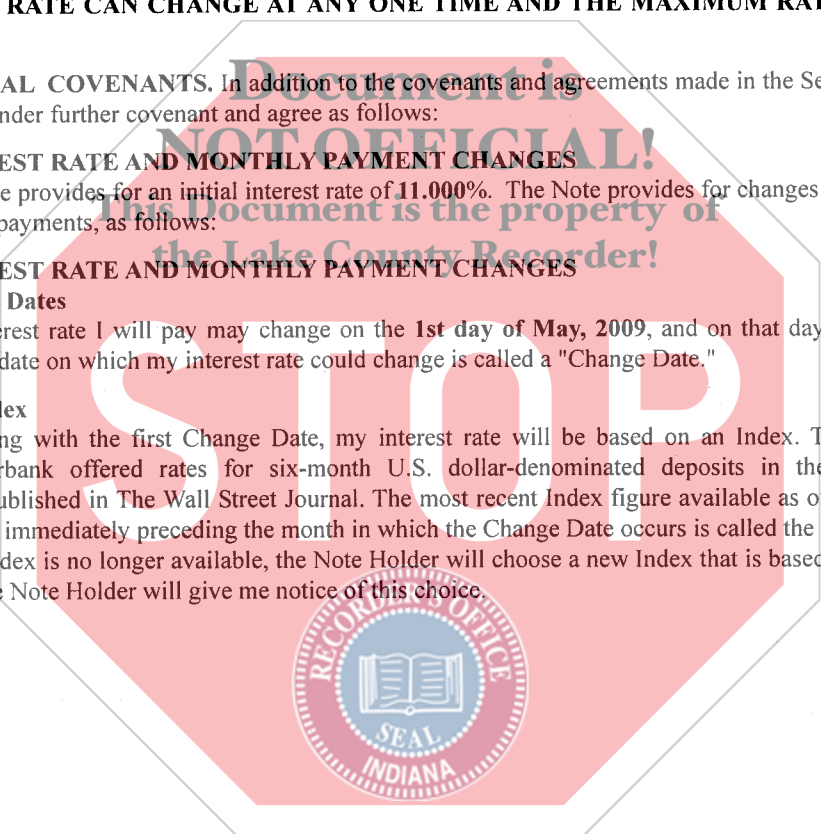 RATE CAN CHANGE AT ANY ONE TIME AND THE MAXIMUM RAT
AL COVENANTS. In addition to the covenants and agreements made in the Se
nder further covenant and agree as follows:
EST RATE AND MONTHLY PAYMENT CHANGES
e provides for an initial interest rate of 11.000%. The Note provides for changes
payments, as follows:
EST RATE AND MONTHLY PAYMENT CHANGES
Dates
erest rate I will pay may change on the 1st day of May, 2009, and on that day
date on which my interest rate could change is called a "Change Date."
lex
ng with the first Change Date, my interest rate will be based on an Index. T
rbank offered rates for six-month U.S. dollar-denominated deposits in the
ublished in The Wall Street Journal. The most recent Index figure available as o
immediately preceding the month in which the Change Date occurs is called the
dex is no longer available, the Note Holder will choose a new Index that is based
e Note Holder will give me notice of this choice.
Document is
NOT OFFICIAL!
This Document is the property of
the Lake County Recorder!
STOP
RECORDER'S OFFICE
SEAL
INDIANA